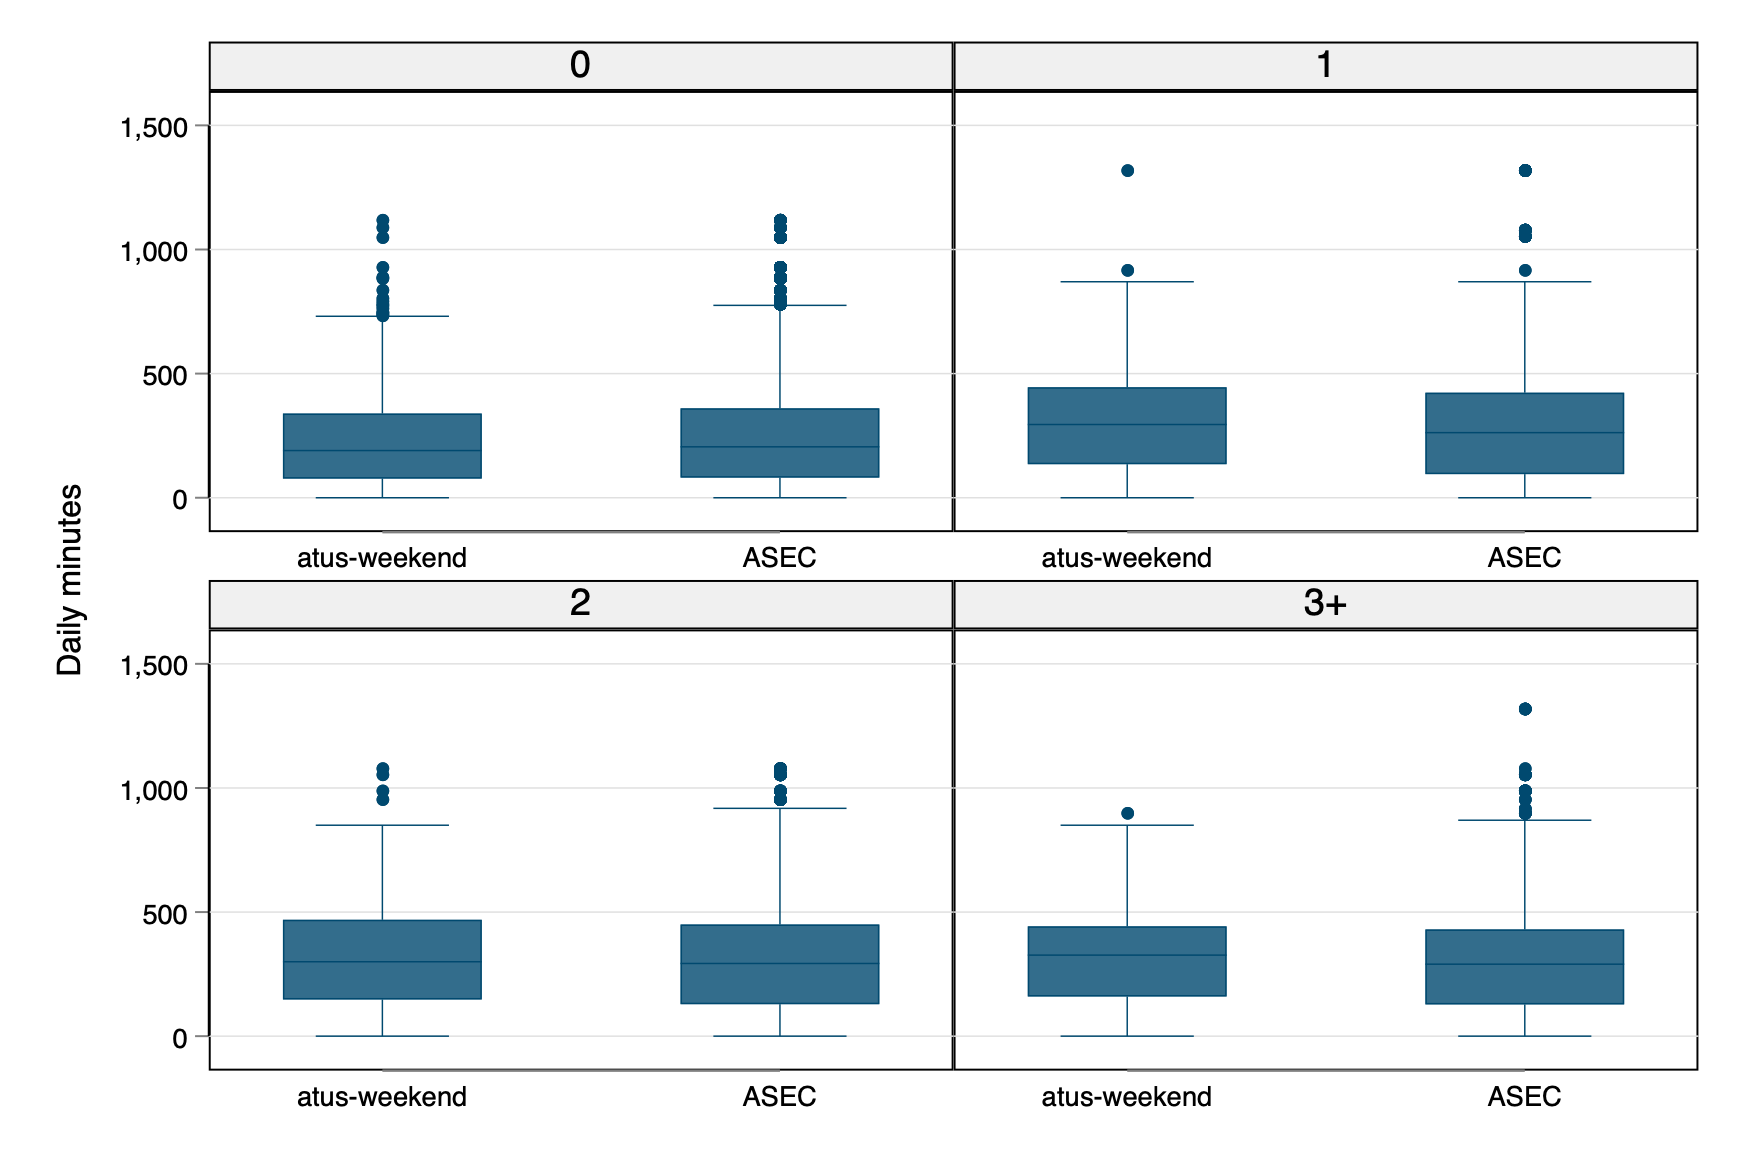 0
1
1,500
1,000
500
0
atus-weekend
ASEC
atus-weekend
ASEC
Daily minutes
2
3+
1,500
1,000
500
0
atus-weekend
ASEC
atus-weekend
ASEC